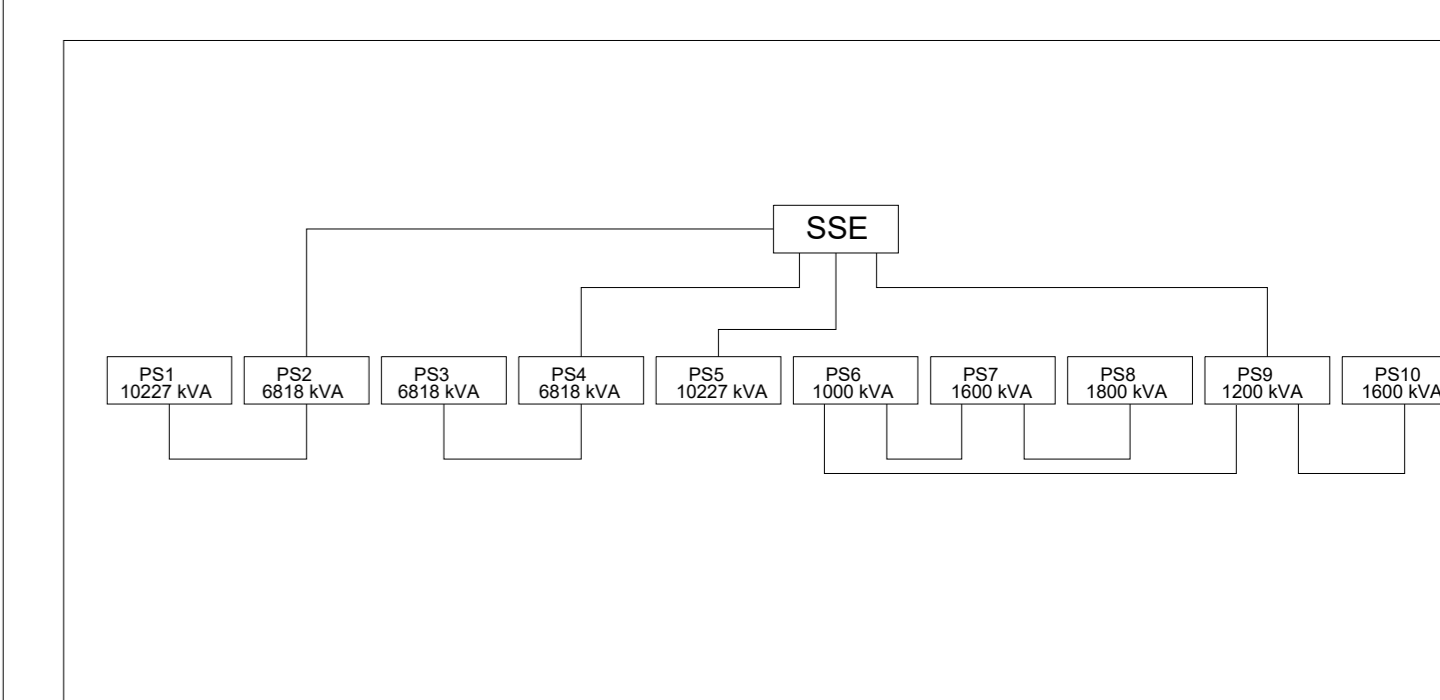 SSE
PS1
10227 kVA
PS2
6818 kVA
PS3
6818 kVA
PS4
6818 kVA
PS5
10227 kVA
PS6
1000 kVA
PS7
1600 kVA
PS8
1800 kVA
PS9
1200 kVA
PS10
1600 kVA